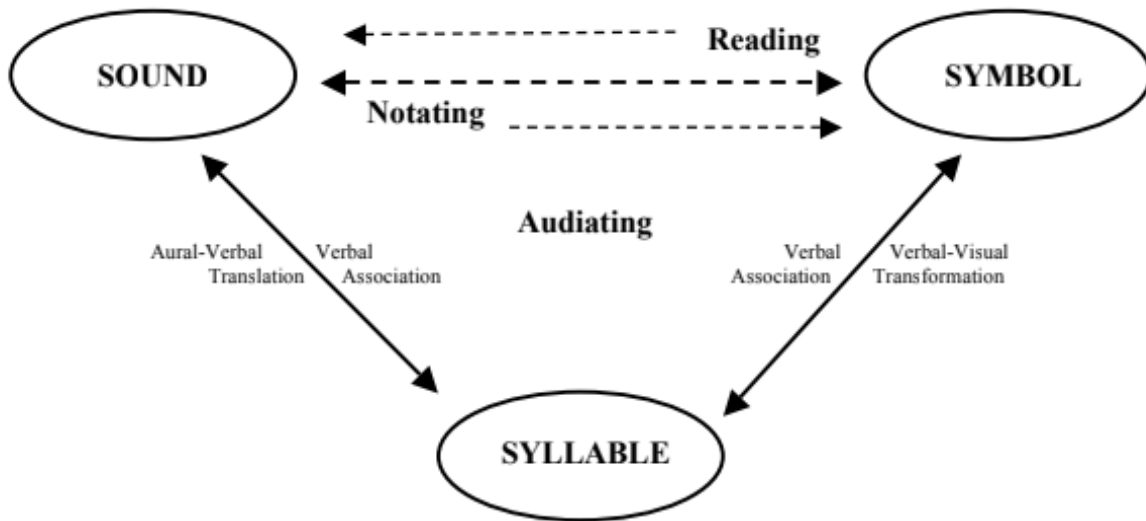 SOUND
Reading
SYMBOL
Notating
Audiating
Aural-Verbal
Translation
Verbal
Association
Verbal
Association
Verbal-Visual
Transformation
SYLLABLE